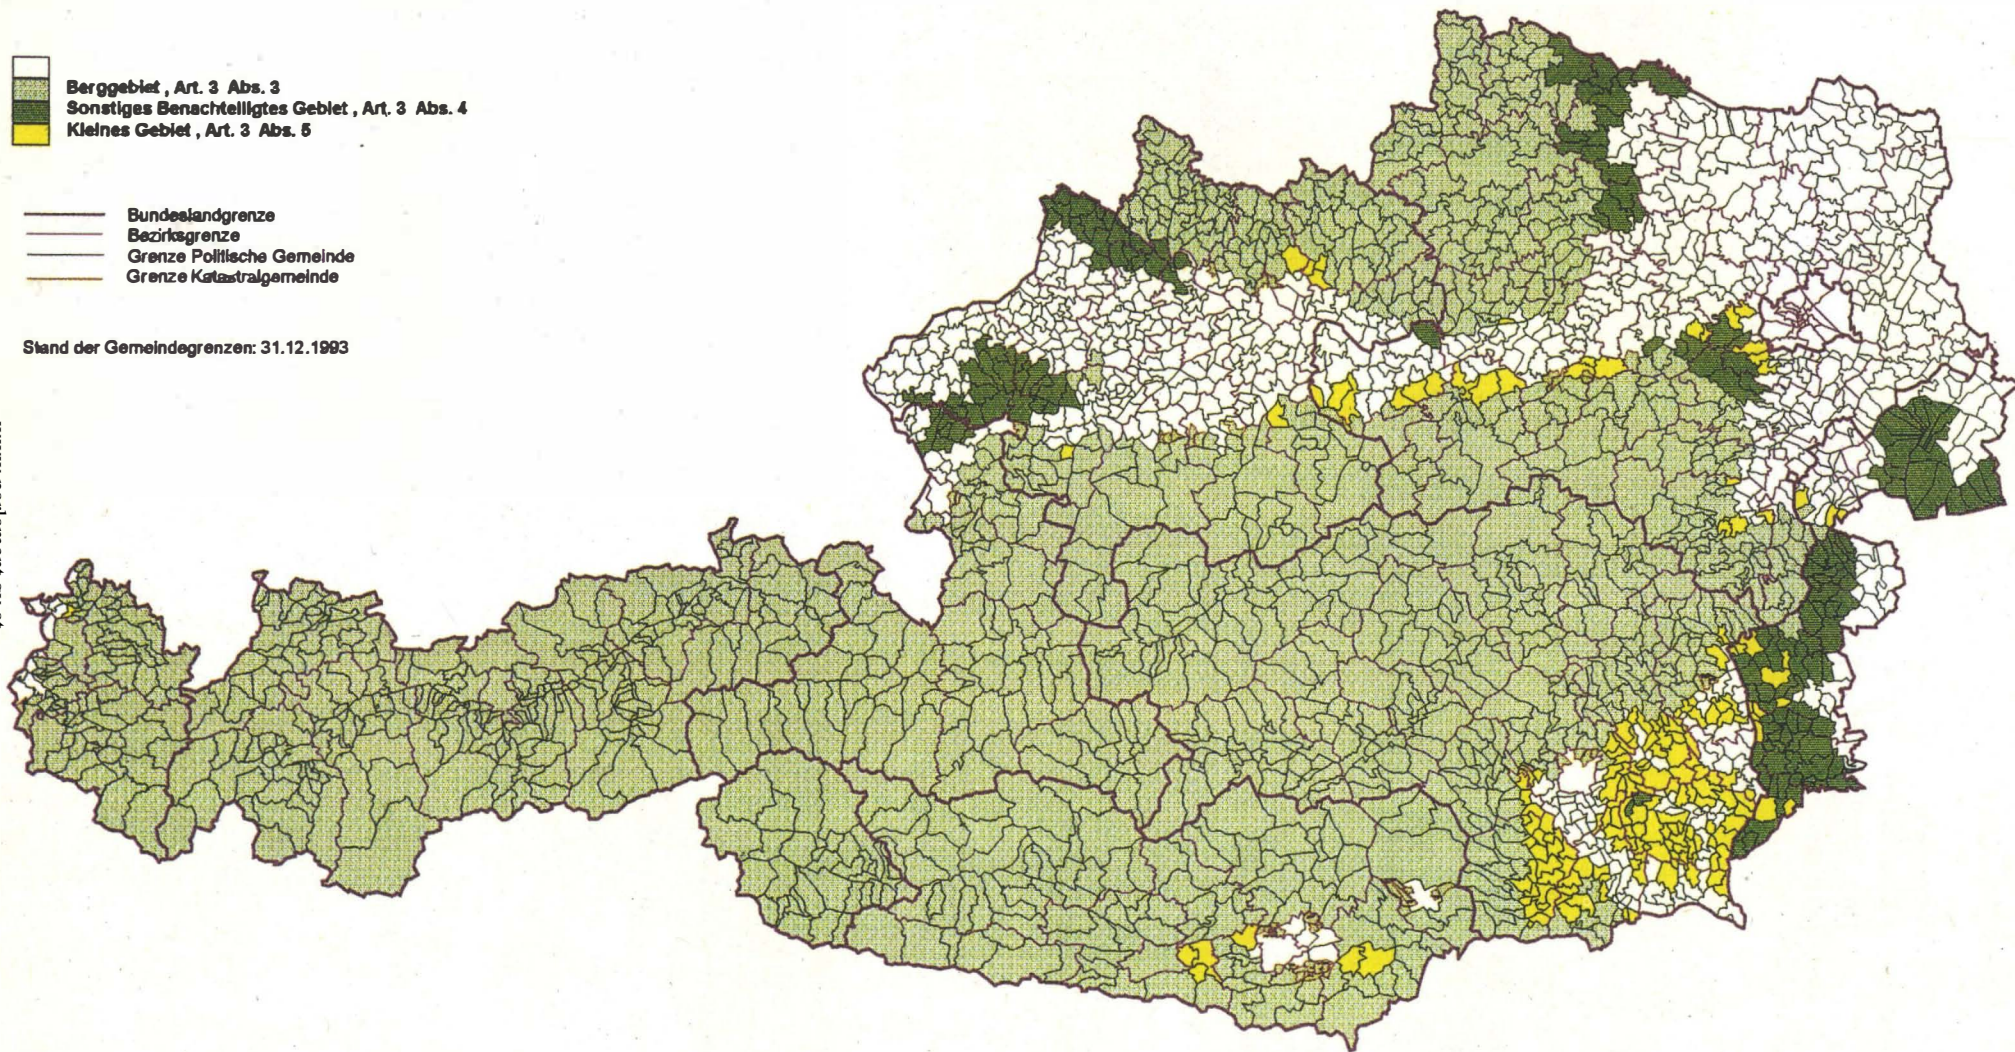 Berggebiet , Art. 3 Abs. 3
Sonstiges Benachteiligtes Gebiet , Art. 3 Abs. 4
Kleines Gebiet , Art. 3 Abs. 5
Bundeslandgrenze
Bezirksgrenze
Grenze Politische Gemeinde
Grenze Katastralgemeinde
Stand der Gemeindegrenzen: 31.12.1993